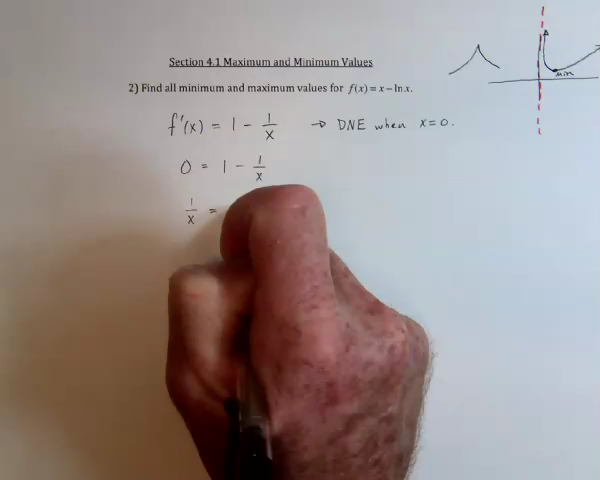 Section 4.1 Maximum and Minimum Values
2) Find all minimum and maximum values for f(x) = x − ln x.
f'(x) = 1 − 1/x → DNE when x=0.
0 = 1 − 1/x
1/x =
min